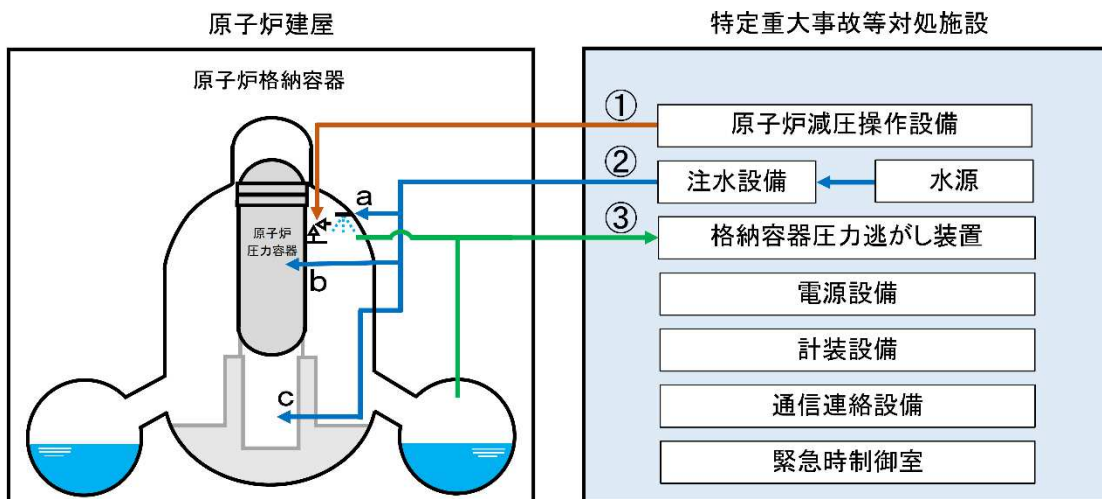 原子炉建屋
特定重大事故等対処施設
原子炉格納容器
①
原子炉減圧操作設備
②
注水設備
水源
a
③
原子炉
圧力容器
格納容器圧力逃がし装置
b
電源設備
計装設備
c
通信連絡設備
緊急時制御室